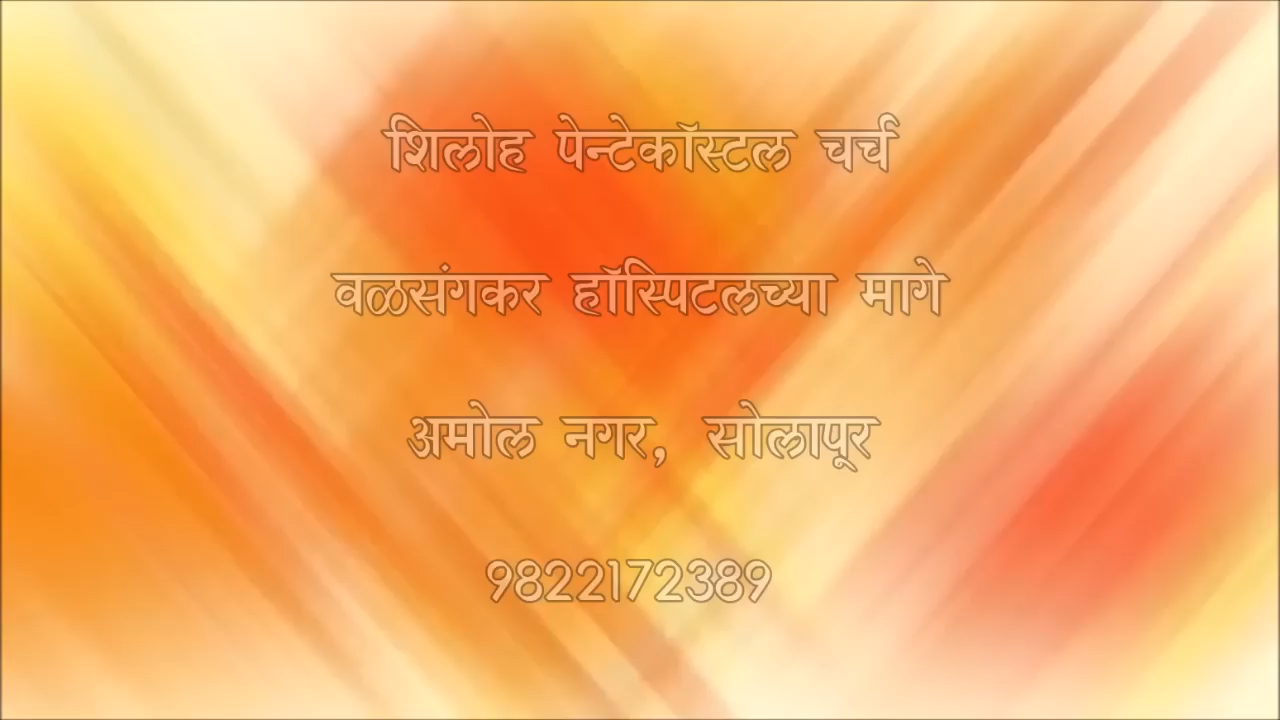 शिलोह पेन्टेकॉस्टल चर्च
वळसंगकर हॉस्पिटलच्या मागे
अमोल नगर, सोलापूर
9822172389